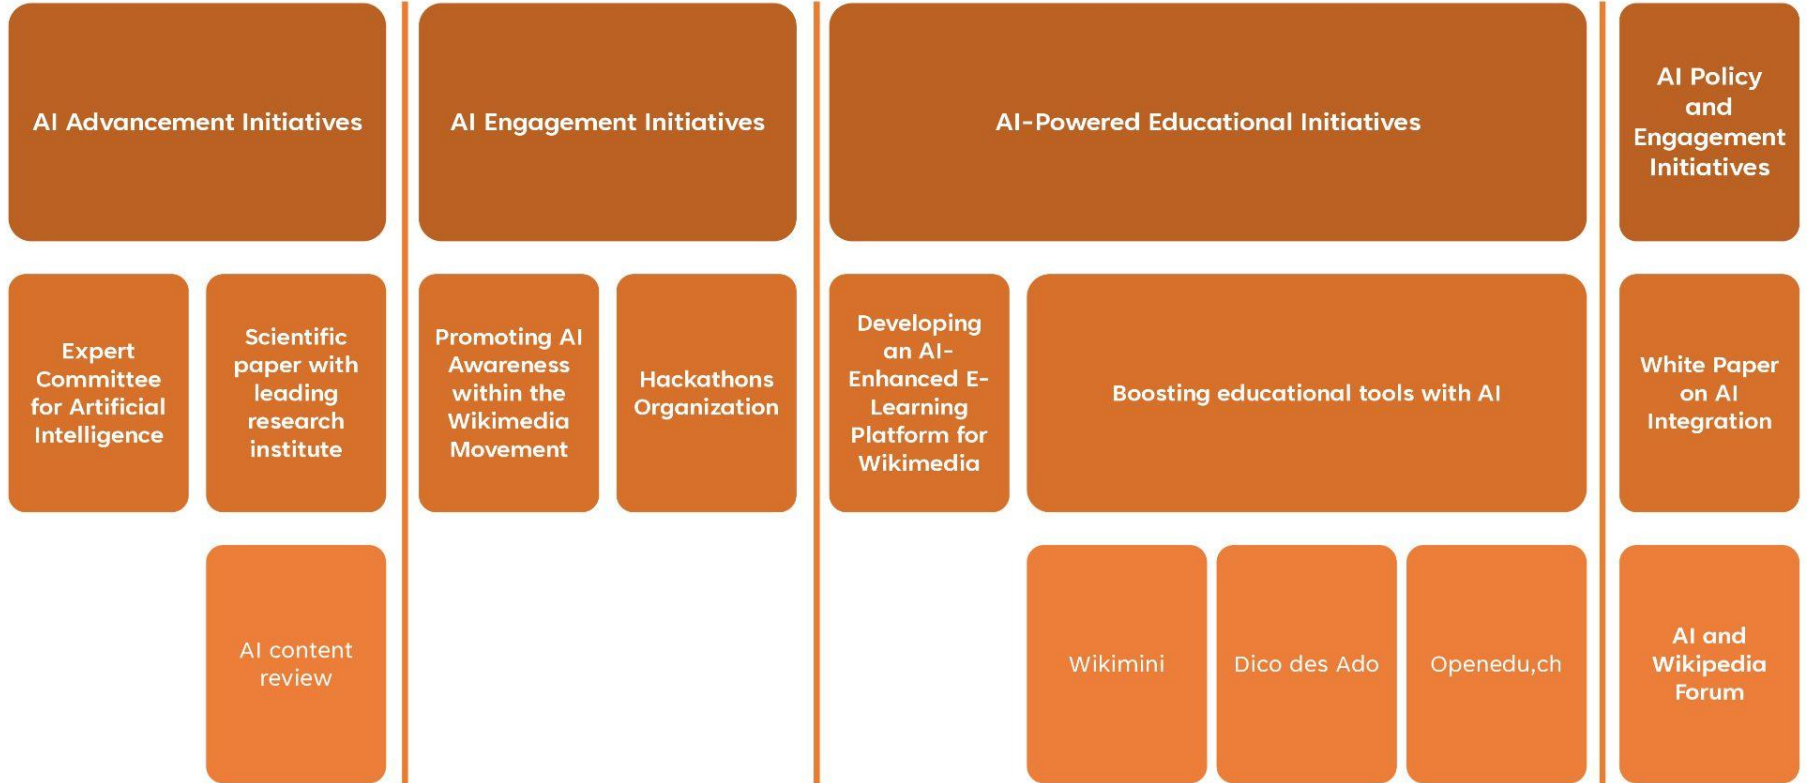 AI Advancement Initiatives
AI Engagement Initiatives
AI-Powered Educational Initiatives
AI Policy
and
Engagement
Initiatives
Expert
Committee
for Artificial
Intelligence
Scientific
paper with
leading
research
institute
Promoting AI
Awareness
within the
Wikimedia
Movement
Hackathons
Organization
Developing
an AI-
Enhanced E-
Learning
Platform for
Wikimedia
Boosting educational tools with AI
White Paper
on AI
Integration
AI content
review
Wikimini
Dico des Ado
Openedu,ch
AI and
Wikipedia
Forum